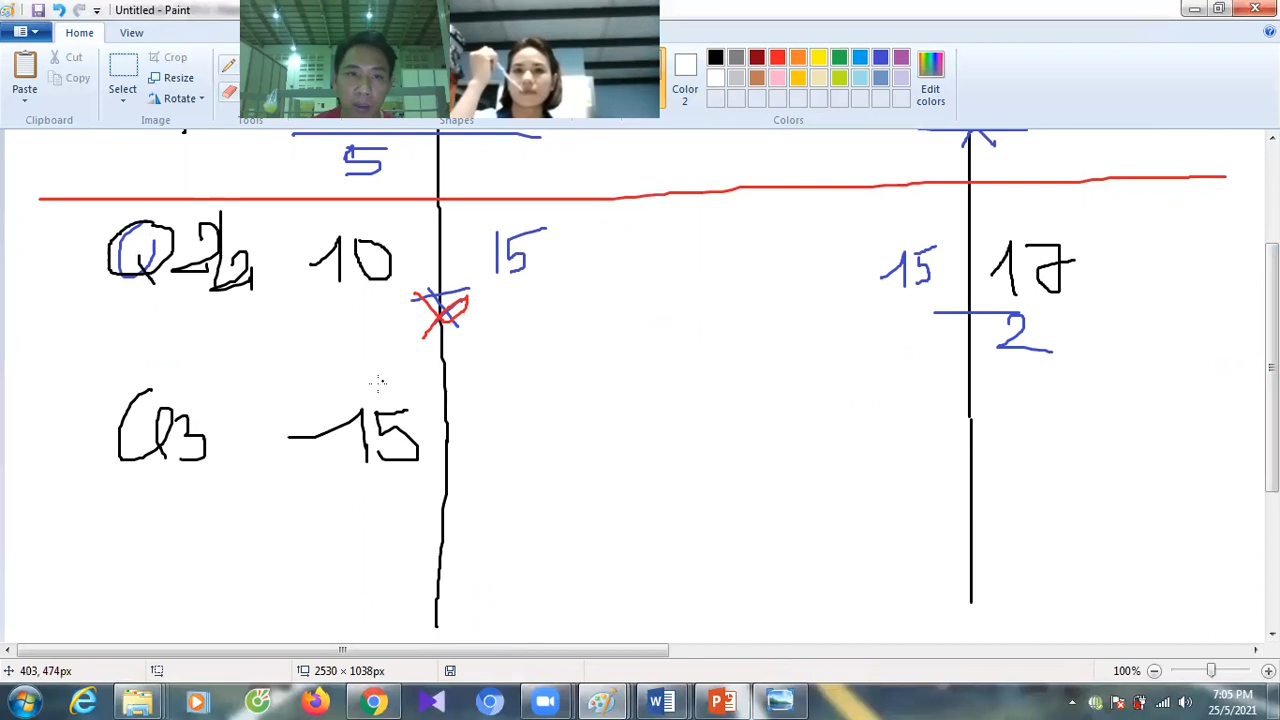 Untitled - Paint
Home
View
Paste
Cut
Copy
Select
Crop
Resize
Rotate
Color
2
Edit
colors
Clipboard
Image
Tools
Shapes
Colors
5
10 15 15 17
2
Q3 -15
403, 474px
2530 × 1038px
100%
7:05 PM
25/5/2021